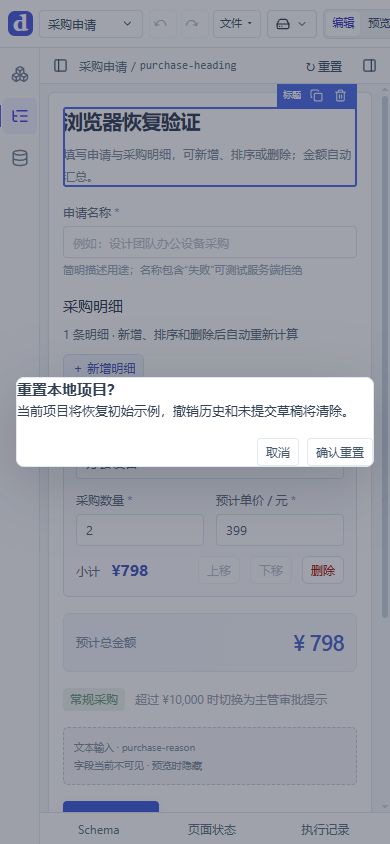 d 采购申请 文件 编辑 预览
采购申请 / purchase-heading ↻ 重置
标题
浏览器恢复验证
填写申请与采购明细，可新增、排序或删除；金额自动
汇总。
申请名称 *
例如：设计团队办公设备采购
简明描述用途；名称包含“失败”可测试服务端拒绝
采购明细
1 条明细 · 新增、排序和删除后自动重新计算
+ 新增明细
重置本地项目？
当前项目将恢复初始示例，撤销历史和未提交草稿将清除。
取消 确认重置
采购数量 * 预计单价 / 元 *
2 399
小计 ¥798 上移 下移 删除
预计总金额 ¥ 798
常规采购 超过 ¥10,000 时切换为主管审批提示
文本输入 · purchase-reason
字段当前不可见 · 预览时隐藏
Schema 页面状态 执行记录